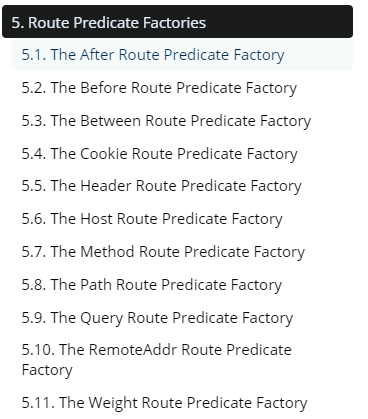 5. Route Predicate Factories
5.1. The After Route Predicate Factory
5.2. The Before Route Predicate Factory
5.3. The Between Route Predicate Factory
5.4. The Cookie Route Predicate Factory
5.5. The Header Route Predicate Factory
5.6. The Host Route Predicate Factory
5.7. The Method Route Predicate Factory
5.8. The Path Route Predicate Factory
5.9. The Query Route Predicate Factory
5.10. The RemoteAddr Route Predicate
Factory
5.11. The Weight Route Predicate Factory